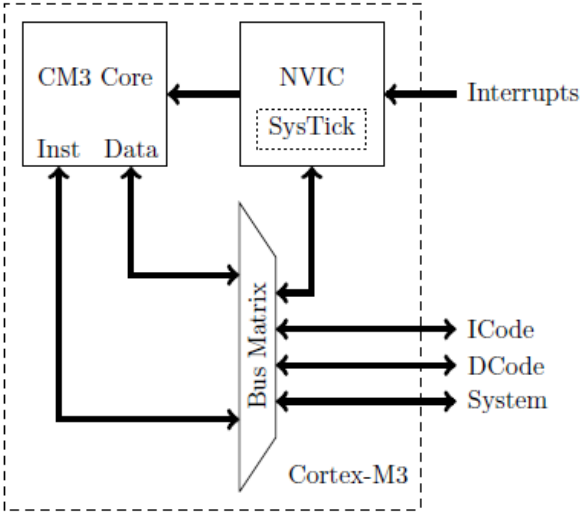 CM3 Core
NVIC
Interrupts
SysTick
Inst
Data
Bus Matrix
ICode
DCode
System
Cortex-M3